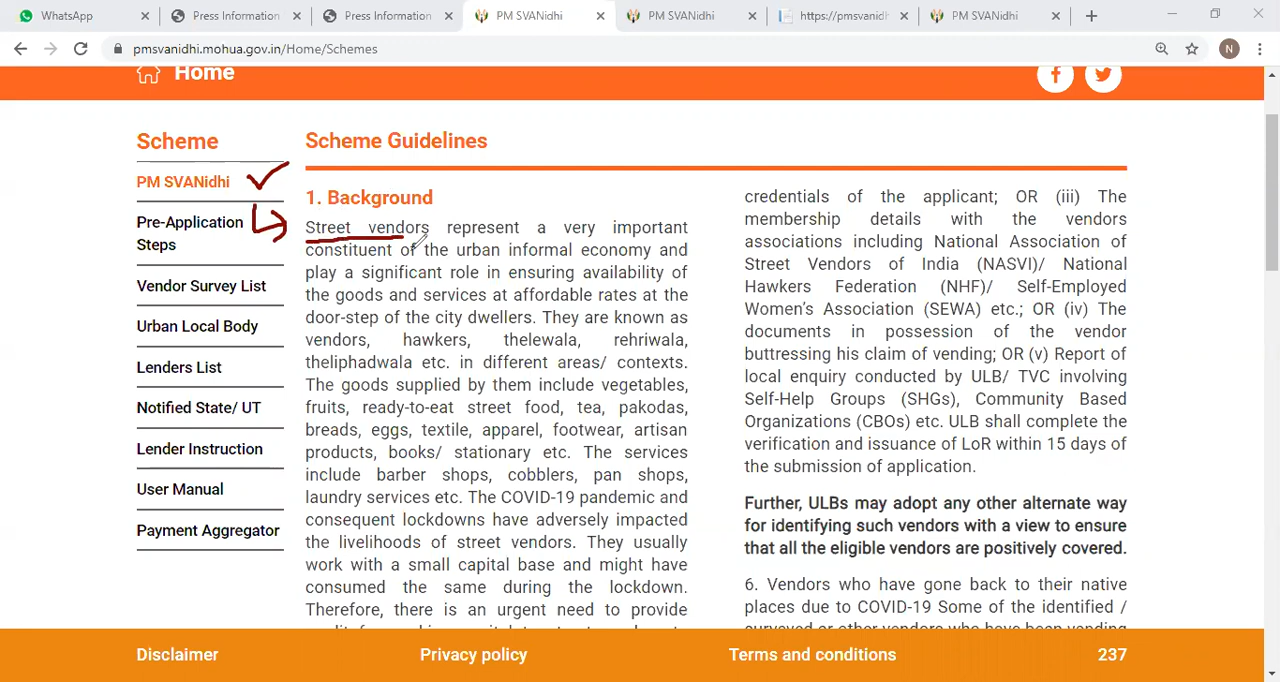 WhatsApp
Press Information
Press Information
PM SVANidhi
PM SVANidhi
https://pmsvanidh
PM SVANidhi
pmsvanidhi.mohua.gov.in/Home/Schemes
N
Home
Scheme
PM SVANidhi
Pre-Application
Steps
Vendor Survey List
Urban Local Body
Lenders List
Notified State/ UT
Lender Instruction
User Manual
Payment Aggregator
Scheme Guidelines
1. Background
Street vendors represent a very important
constituent of the urban informal economy and
play a significant role in ensuring availability of
the goods and services at affordable rates at the
door-step of the city dwellers. They are known as
vendors, hawkers, thelewala, rehriwala,
theliphadwala etc. in different areas/ contexts.
The goods supplied by them include vegetables,
fruits, ready-to-eat street food, tea, pakodas,
breads, eggs, textile, apparel, footwear, artisan
products, books/ stationary etc. The services
include barber shops, cobblers, pan shops,
laundry services etc. The COVID-19 pandemic and
consequent lockdowns have adversely impacted
the livelihoods of street vendors. They usually
work with a small capital base and might have
consumed the same during the lockdown.
Therefore, there is an urgent need to provide
credentials of the applicant; OR (iii) The
membership details with the vendors
associations including National Association of
Street Vendors of India (NASVI)/ National
Hawkers Federation (NHF)/ Self-Employed
Women's Association (SEWA) etc.; OR (iv) The
documents in possession of the vendor
buttressing his claim of vending; OR (v) Report of
local enquiry conducted by ULB/ TVC involving
Self-Help Groups (SHGs), Community Based
Organizations (CBOs) etc. ULB shall complete the
verification and issuance of LoR within 15 days of
the submission of application.
Further, ULBs may adopt any other alternate way
for identifying such vendors with a view to ensure
that all the eligible vendors are positively covered.
6. Vendors who have gone back to their native
places due to COVID-19 Some of the identified /
Disclaimer
Privacy policy
Terms and conditions
237